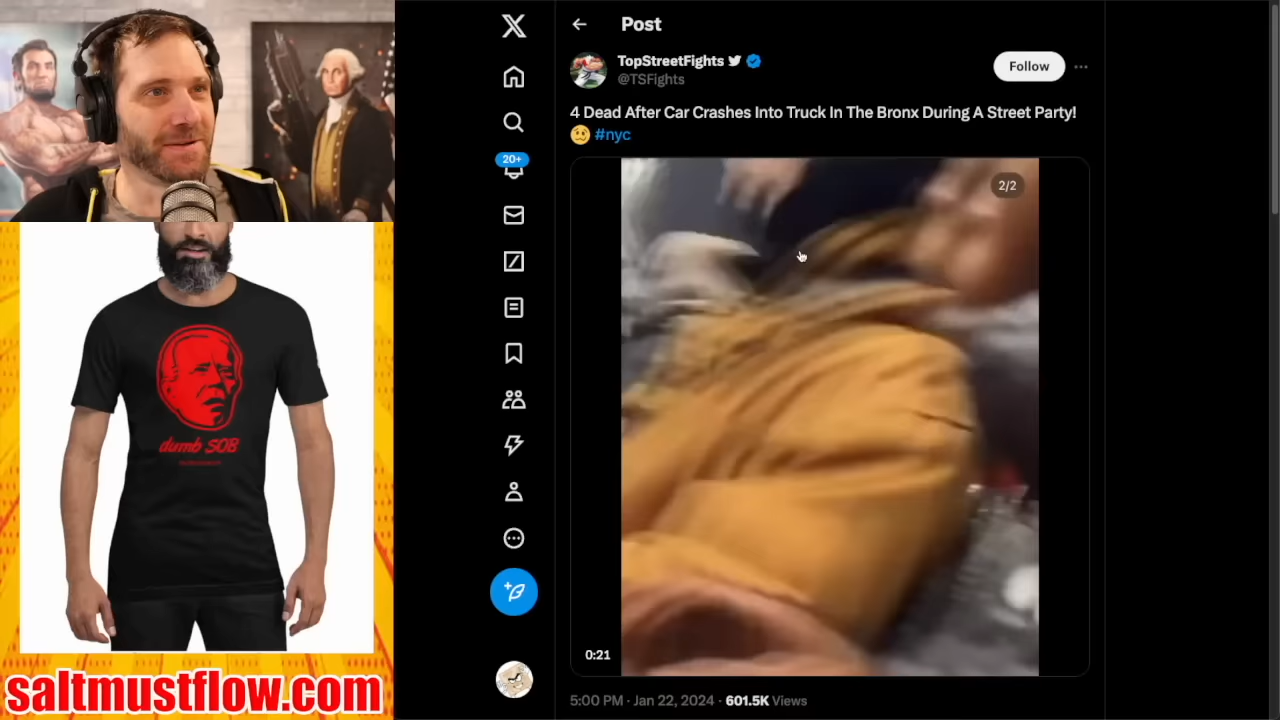 Post
TopStreetFights
@TSFights
Follow
4 Dead After Car Crashes Into Truck In The Bronx During A Street Party!
#nyc
2/2
20+
0:21
5:00 PM · Jan 22, 2024 · 601.5K Views
dumb SOB
saltmustflow.com